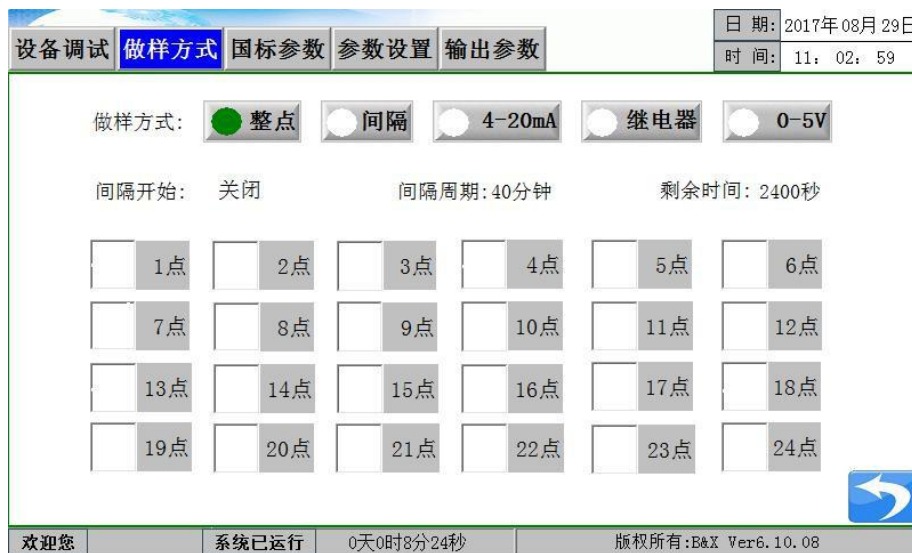 日 期: 2017年08月29日
设备调试 做样方式 国标参数 参数设置 输出参数
时 间: 11: 02: 59
做样方式: 整点 间隔 4-20mA 继电器 0-5V
间隔开始: 关闭 间隔周期:40分钟 剩余时间: 2400秒
1点 2点 3点 4点 5点 6点
7点 8点 9点 10点 11点 12点
13点 14点 15点 16点 17点 18点
19点 20点 21点 22点 23点 24点
欢迎您 系统已运行 0天0时8分24秒 版权所有:B&X Ver6.10.08